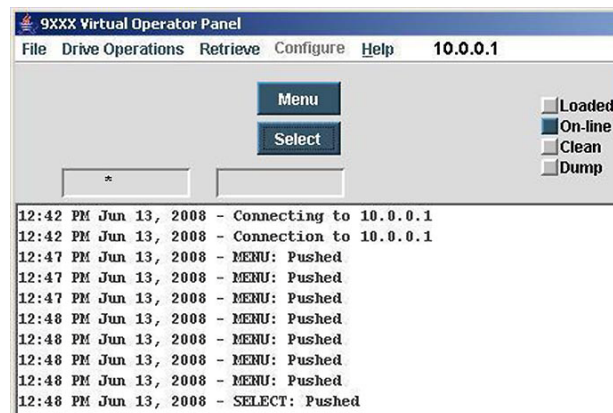 9XXX Virtual Operator Panel
File Drive Operations Retrieve Configure Help 10.0.0.1
Menu
Select
Loaded
On-line
Clean
Dump
*
12:42 PM Jun 13, 2008 - Connecting to 10.0.0.1
12:42 PM Jun 13, 2008 - Connection to 10.0.0.1
12:47 PM Jun 13, 2008 - MENU: Pushed
12:47 PM Jun 13, 2008 - MENU: Pushed
12:47 PM Jun 13, 2008 - MENU: Pushed
12:48 PM Jun 13, 2008 - MENU: Pushed
12:48 PM Jun 13, 2008 - MENU: Pushed
12:48 PM Jun 13, 2008 - MENU: Pushed
12:48 PM Jun 13, 2008 - MENU: Pushed
12:48 PM Jun 13, 2008 - SELECT: Pushed